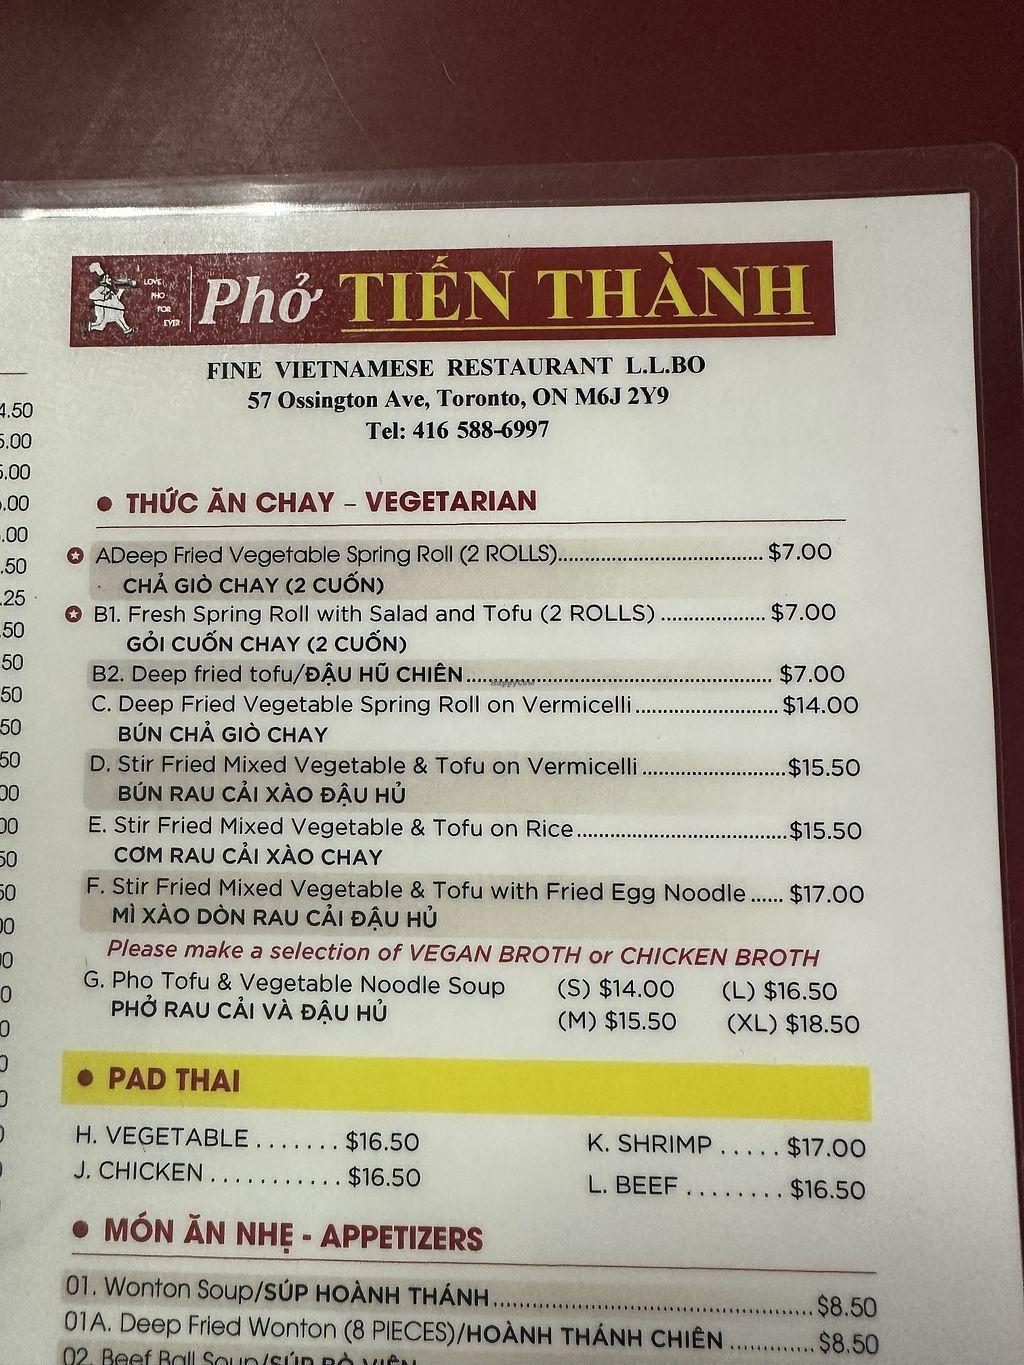 LOVE
PHO
FOR
EVER
Phở TIẾN THÀNH
FINE VIETNAMESE RESTAURANT L.L.BO
57 Ossington Ave, Toronto, ON M6J 2Y9
Tel: 416 588-6997
• THỨC ĂN CHAY – VEGETARIAN
ADeep Fried Vegetable Spring Roll (2 ROLLS)............................... $7.00
CHẢ GIÒ CHAY (2 CUỐN)
B1. Fresh Spring Roll with Salad and Tofu (2 ROLLS) .................... $7.00
GỎI CUỐN CHAY (2 CUỐN)
B2. Deep fried tofu/ĐẬU HŨ CHIÊN............................................... $7.00
C. Deep Fried Vegetable Spring Roll on Vermicelli........................... $14.00
BÚN CHẢ GIÒ CHAY
D. Stir Fried Mixed Vegetable & Tofu on Vermicelli ...........................$15.50
BÚN RAU CẢI XÀO ĐẬU HỦ
E. Stir Fried Mixed Vegetable & Tofu on Rice.......................................$15.50
CƠM RAU CẢI XÀO CHAY
F. Stir Fried Mixed Vegetable & Tofu with Fried Egg Noodle ...... $17.00
MÌ XÀO DÒN RAU CẢI ĐẬU HỦ
Please make a selection of VEGAN BROTH or CHICKEN BROTH
G. Pho Tofu & Vegetable Noodle Soup (S) $14.00 (L) $16.50
PHỞ RAU CẢI VÀ ĐẬU HỦ (M) $15.50 (XL) $18.50
• PAD THAI
H. VEGETABLE ....... $16.50 K. SHRIMP ..... $17.00
J. CHICKEN ........... $16.50 L. BEEF ........ $16.50
• MÓN ĂN NHẸ - APPETIZERS
01. Wonton Soup/SÚP HOÀNH THÁNH.......................................................$8.50
01A. Deep Fried Wonton (8 PIECES)/HOÀNH THÁNH CHIÊN ..............$8.50
02. Beef Ball Soup/SÚP BÒ VIÊN